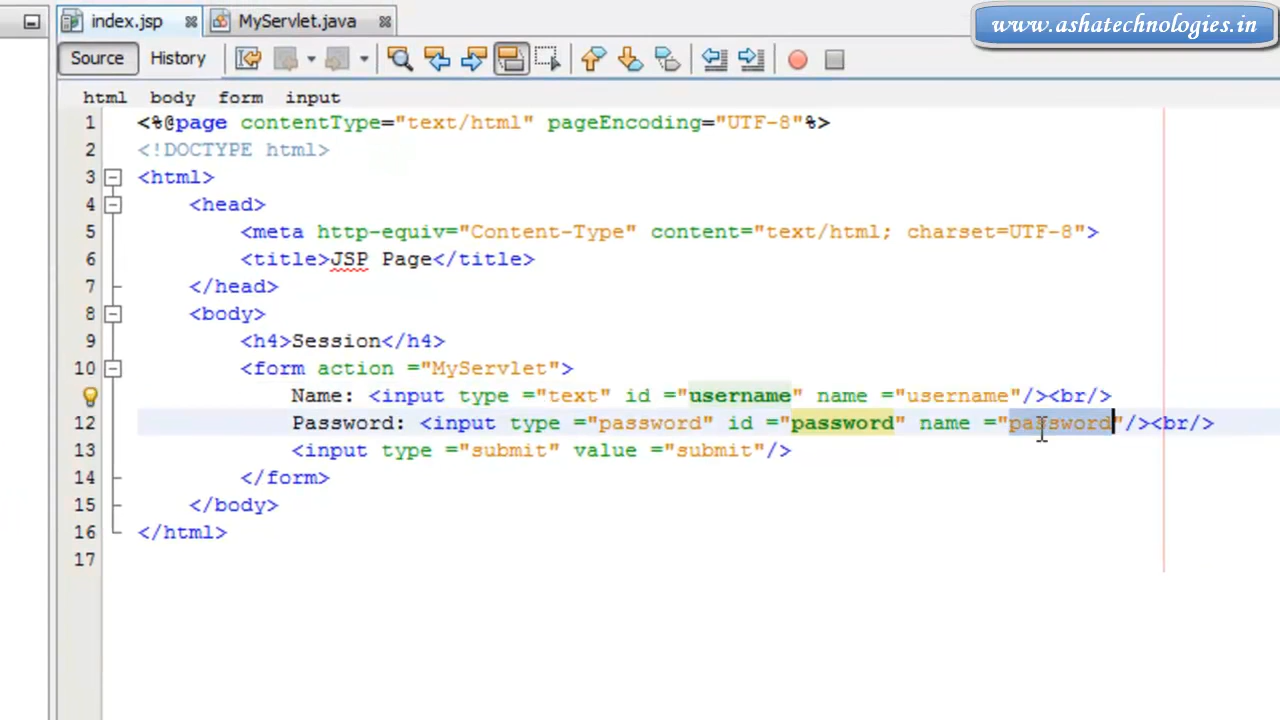 index.jsp MyServlet.java
www.ashatechnologies.in
Source History
html body form input
1 <%@page contentType="text/html" pageEncoding="UTF-8"%>
2 <!DOCTYPE html>
3 <html>
4 <head>
5 <meta http-equiv="Content-Type" content="text/html; charset=UTF-8">
6 <title>JSP Page</title>
7 </head>
8 <body>
9 <h4>Session</h4>
10 <form action ="MyServlet">
Name: <input type ="text" id ="username" name ="username"/><br/>
12 Password: <input type ="password" id ="password" name ="password"/><br/>
13 <input type ="submit" value ="submit"/>
14 </form>
15 </body>
16 </html>
17